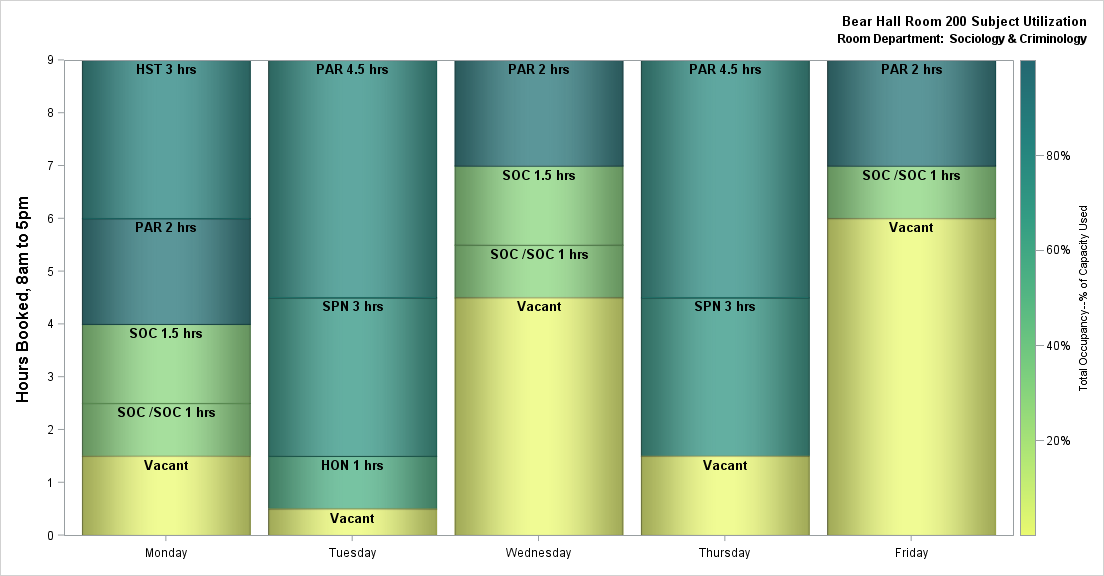 Bear Hall Room 200 Subject Utilization
Room Department:  Sociology & Criminology
Hours Booked, 8am to 5pm
9
8
7
6
5
4
3
2
1
0
HST 3 hrs
PAR 2 hrs
SOC 1.5 hrs
SOC /SOC 1 hrs
Vacant
Monday
PAR 4.5 hrs
SPN 3 hrs
HON 1 hrs
Vacant
Tuesday
PAR 2 hrs
SOC 1.5 hrs
SOC /SOC 1 hrs
Vacant
Wednesday
PAR 4.5 hrs
SPN 3 hrs
Vacant
Thursday
PAR 2 hrs
SOC /SOC 1 hrs
Vacant
Friday
80%
60%
40%
20%
Total Occupancy--% of Capacity Used